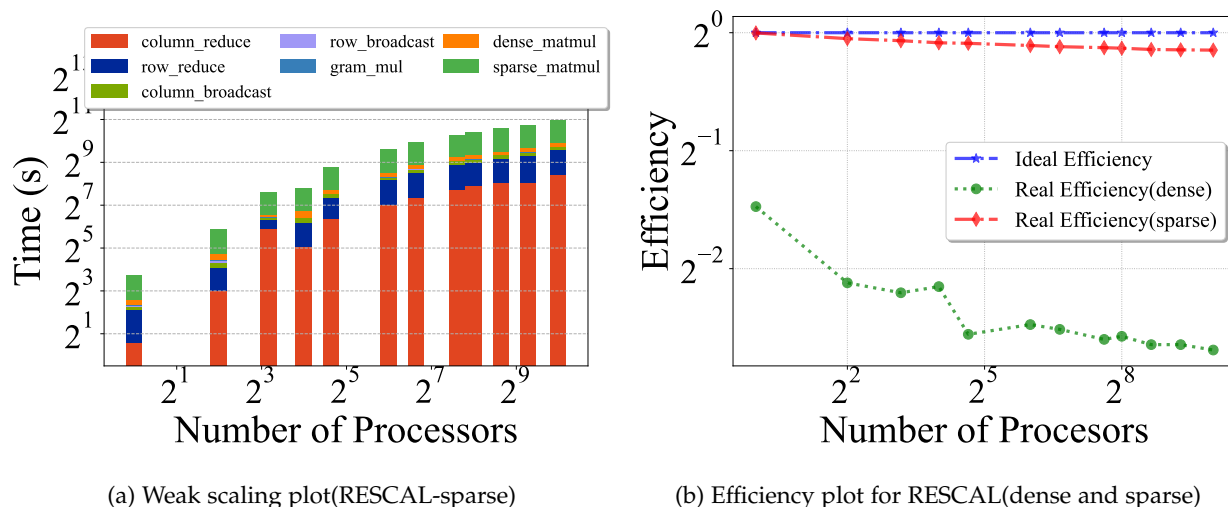 column_reduce row_broadcast dense_matmul
row_reduce gram_mul sparse_matmul
column_broadcast
2^11
2^9
2^7
2^5
2^3
2^1
Time (s)
2^1 2^3 2^5 2^7 2^9
Number of Processors
(a) Weak scaling plot(RESCAL-sparse)
2^0
2^-1
2^-2
Efficiency
Ideal Efficiency
Real Efficiency(dense)
Real Efficiency(sparse)
2^2 2^5 2^8
Number of Procesors
(b) Efficiency plot for RESCAL(dense and sparse)